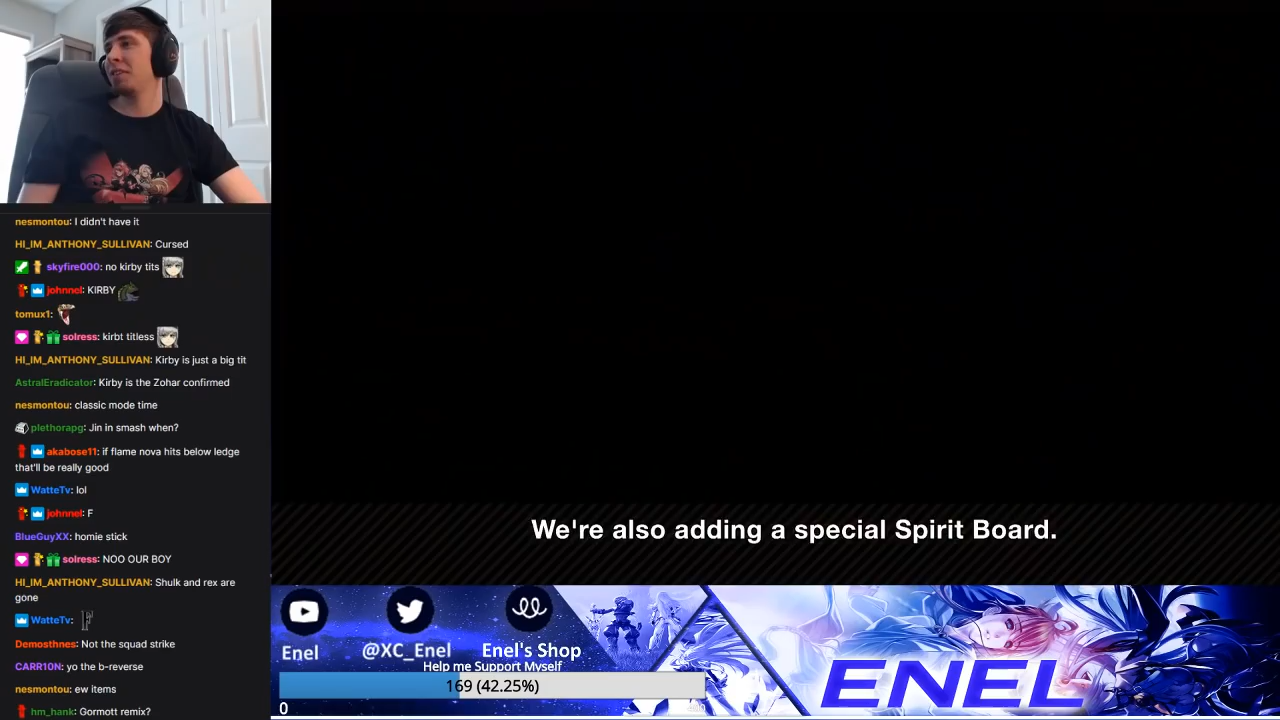 nesmontou: I didn't have it
HI_IM_ANTHONY_SULLIVAN: Cursed
skyfire000: no kirby tits
johnnel: KIRBY
tomux1:
solress: kirbt titless
HI_IM_ANTHONY_SULLIVAN: Kirby is just a big tit
AstralEradicator: Kirby is the Zohar confirmed
nesmontou: classic mode time
plethorapg: Jin in smash when?
akabose11: if flame nova hits below ledge
that'll be really good
WatteTv: lol
johnnel: F
BlueGuyXX: homie stick
solress: NOO OUR BOY
HI_IM_ANTHONY_SULLIVAN: Shulk and rex are
gone
WatteTv: F
Demosthnes: Not the squad strike
CARR10N: yo the b-reverse
nesmontou: ew items
hm_hank: Gormott remix?
We're also adding a special Spirit Board.
Enel
@XC_Enel
Enel's Shop
Help me Support Myself
169 (42.25%)
0
ENEL